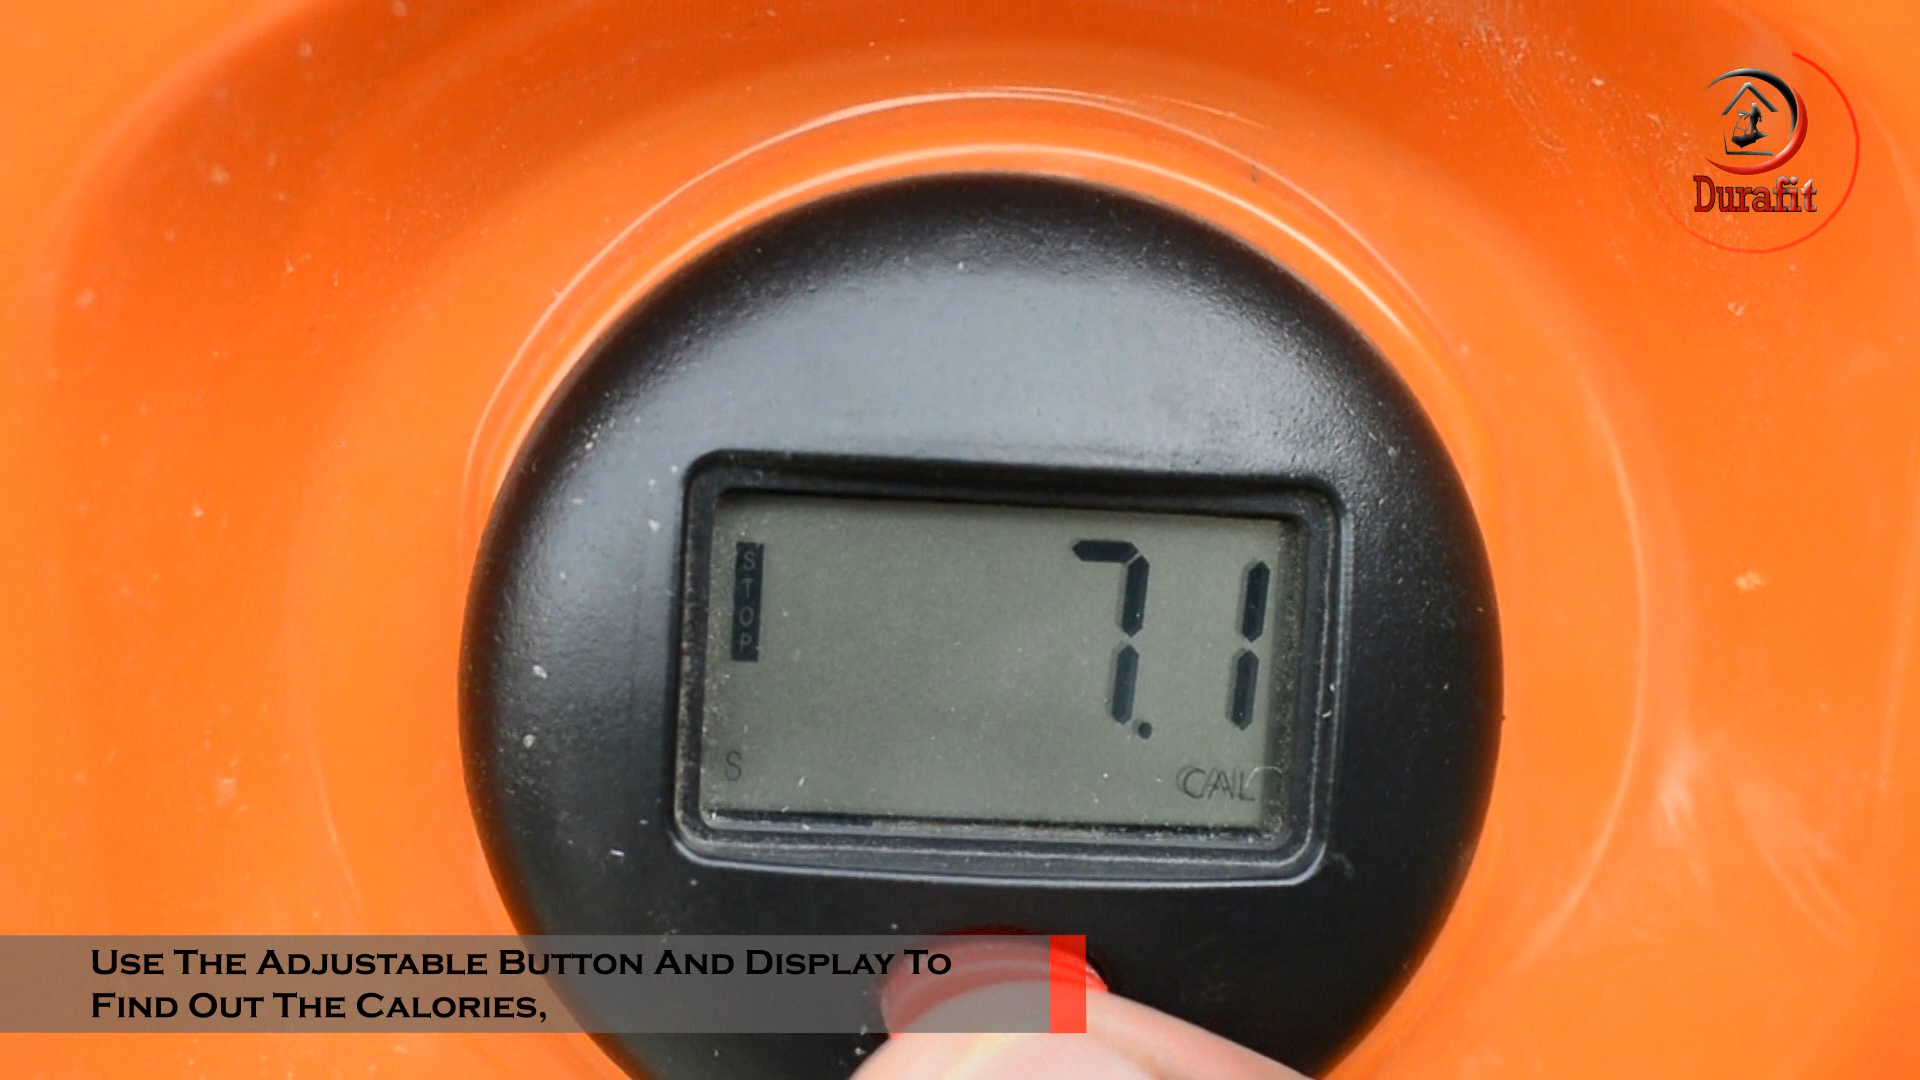 Durafit
STOP
7.1
S
CAL
USE THE ADJUSTABLE BUTTON AND DISPLAY TO
FIND OUT THE CALORIES,